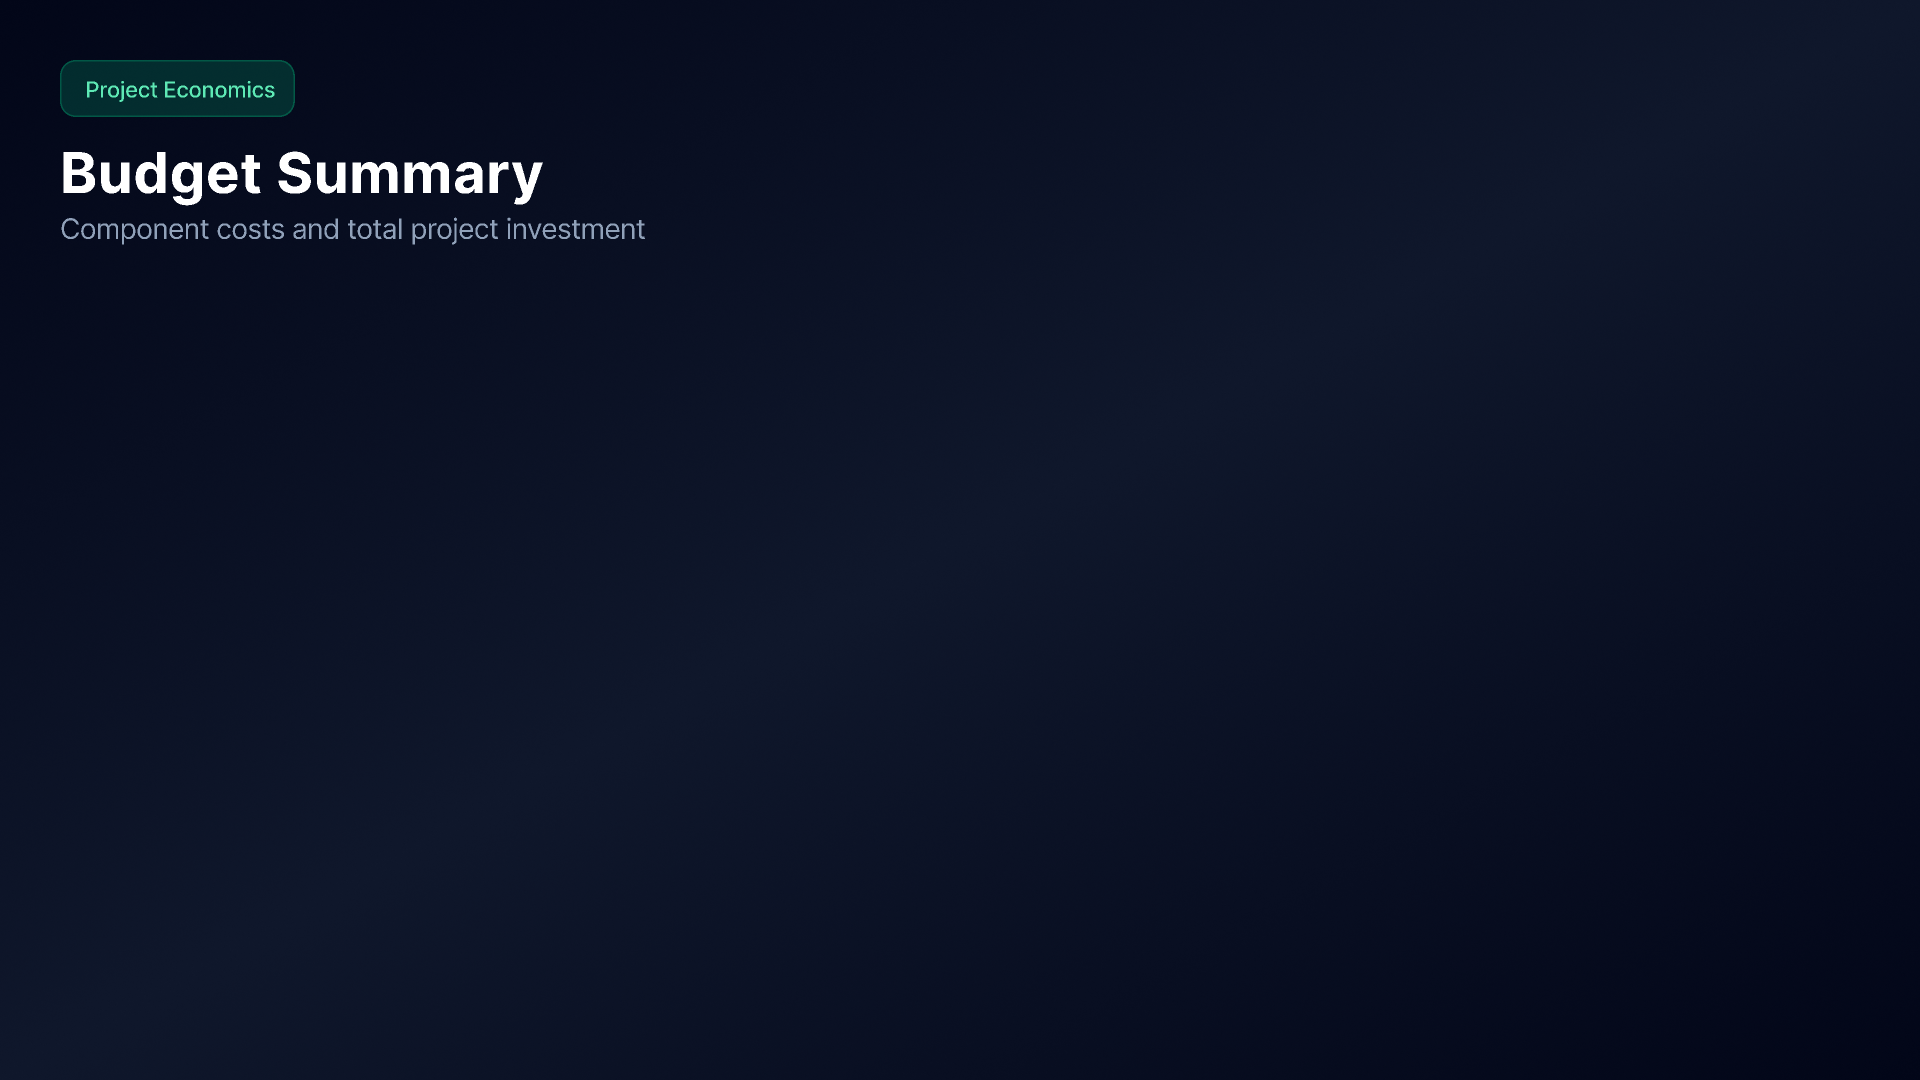 Project Economics
Budget Summary
Component costs and total project investment